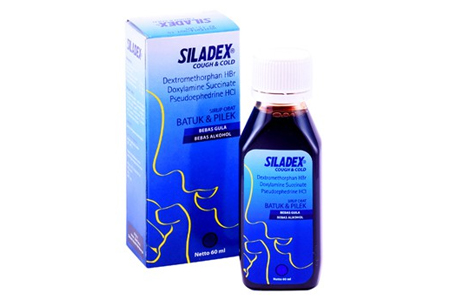 SILADEX®
COUGH & COLD
Dextromethorphan HBr
Doxylamine Succinate
Pseudoephedrine HCl
SIRUP OBAT
BATUK & PILEK
BEBAS GULA
BEBAS ALKOHOL
Netto 60 ml
SILADEX®
COUGH & COLD
Dextromethorphan HBr
Doxylamine Succinate
Pseudoephedrine HCl
SIRUP OBAT
BATUK & PILEK
BEBAS GULA
BEBAS ALKOHOL
Netto 60 ml